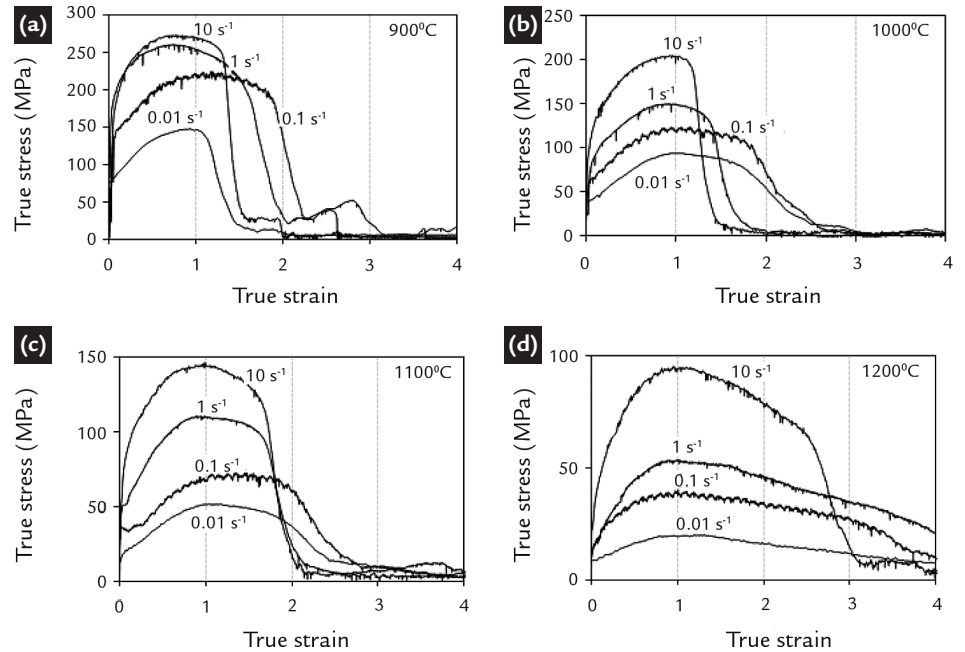 (a)
300
250
200
150
100
50
0
True stress (MPa)
10 s-1
900⁰C
1 s-1
0.1 s-1
0.01 s-1
0 1 2 3 4
True strain
(b)
250
200
150
100
50
0
True stress (MPa)
1000⁰C
10 s-1
1 s-1
0.1 s-1
0.01 s-1
0 1 2 3 4
True strain
(c)
150
100
50
0
True stress (MPa)
1100⁰C
10 s-1
1 s-1
0.1 s-1
0.01 s-1
0 1 2 3 4
True strain
(d)
100
50
0
True stress (MPa)
10 s-1
1200⁰C
1 s-1
0.1 s-1
0.01 s-1
0 1 2 3 4
True strain